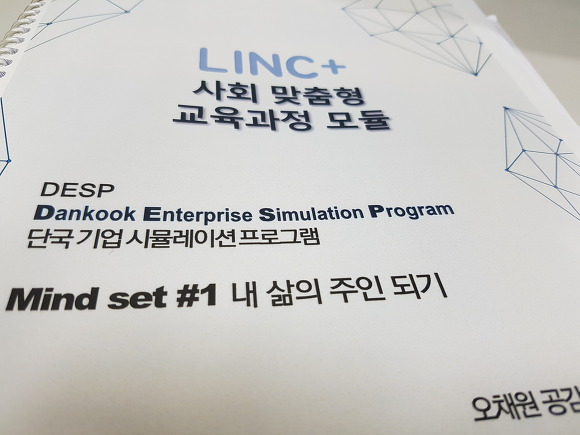 LINC+
사회 맞춤형
교육과정 모듈
DESP
Dankook Enterprise Simulation Program
단국 기업 시뮬레이션 프로그램
Mind set #1 내 삶의 주인 되기
오채원 공감